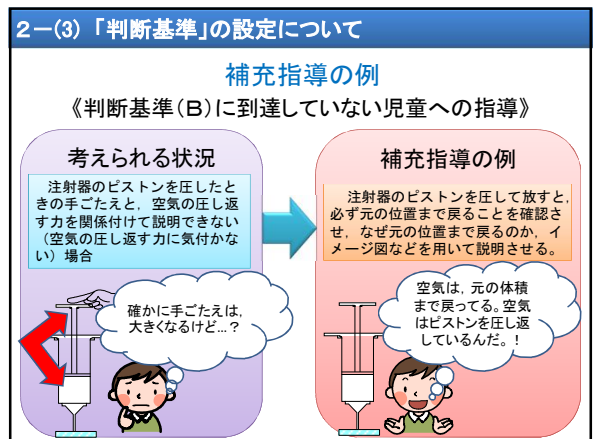 ２－(3)「判断基準」の設定について
補充指導の例
《判断基準（Ｂ）に到達していない児童への指導》
考えられる状況
注射器のピストンを圧したと
きの手ごたえと，空気の圧し返
す力を関係付けて説明できない
（空気の圧し返す力に気付かな
い）場合
確かに手ごたえは，
大きくなるけど…？
補充指導の例
注射器のピストンを圧して放すと，
必ず元の位置まで戻ることを確認さ
せ，なぜ元の位置まで戻るのか，イ
メージ図などを用いて説明させる。
空気は，元の体積
まで戻ってる。空気
はピストンを圧し返
しているんだ。！